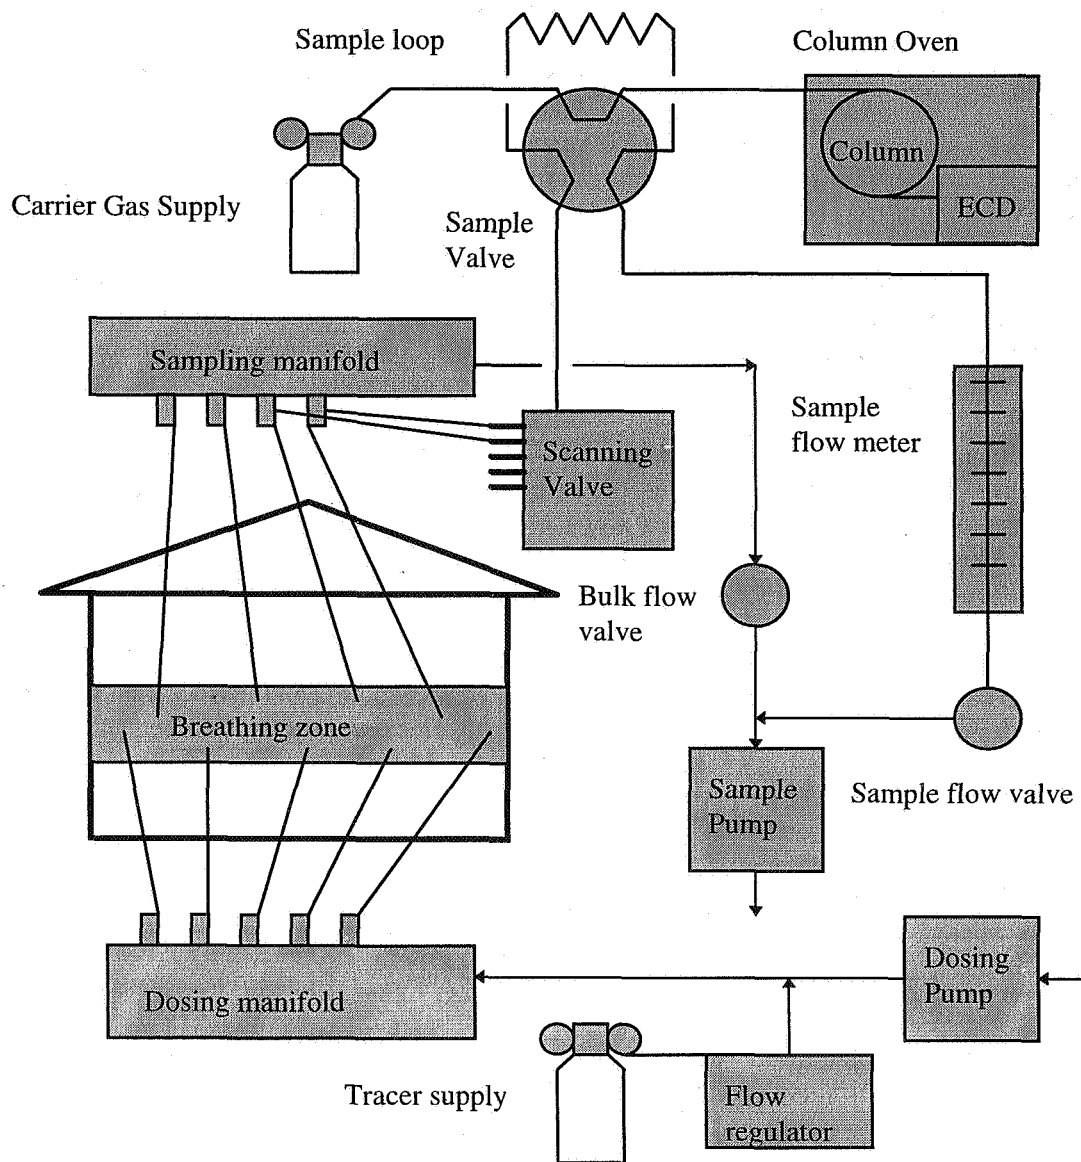 Sample loop
Column Oven
Column
ECD
Carrier Gas Supply
Sample
Valve
Sampling manifold
Sample
flow meter
Scanning
Valve
Bulk flow
valve
Breathing zone
Sample
Pump
Sample flow valve
Dosing
Pump
Dosing manifold
Tracer supply
Flow
regulator